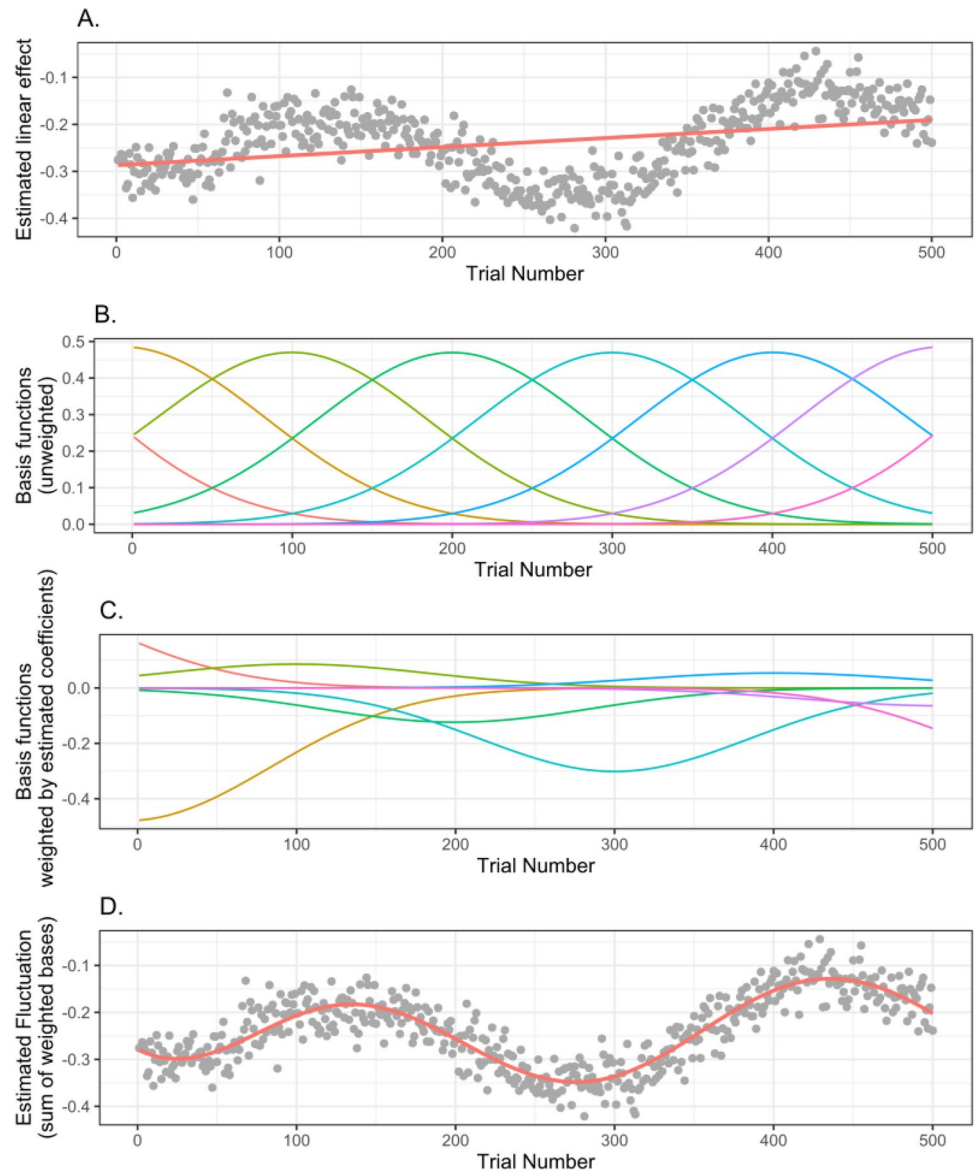 A.
Estimated linear effect
-0.1
-0.2
-0.3
-0.4
0 100 200 300 400 500
Trial Number
B.
Basis functions
(unweighted)
0.5
0.4
0.3
0.2
0.1
0.0
0 100 200 300 400 500
Trial Number
C.
Basis functions
weighted by estimated coefficients)
0.0
-0.2
-0.4
0 100 200 300 400 500
Trial Number
D.
Estimated Fluctuation
(sum of weighted bases)
-0.1
-0.2
-0.3
-0.4
0 100 200 300 400 500
Trial Number